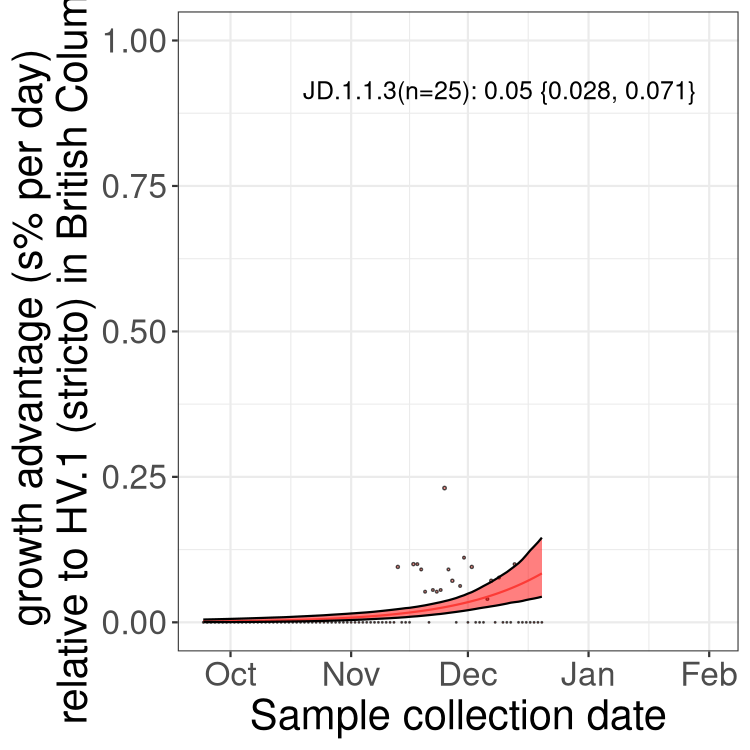 growth advantage (s% per day)
relative to HV.1 (stricto) in British Colum
1.00
0.75
0.50
0.25
0.00
JD.1.1.3(n=25): 0.05 {0.028, 0.071}
Oct Nov Dec Jan Feb
Sample collection date